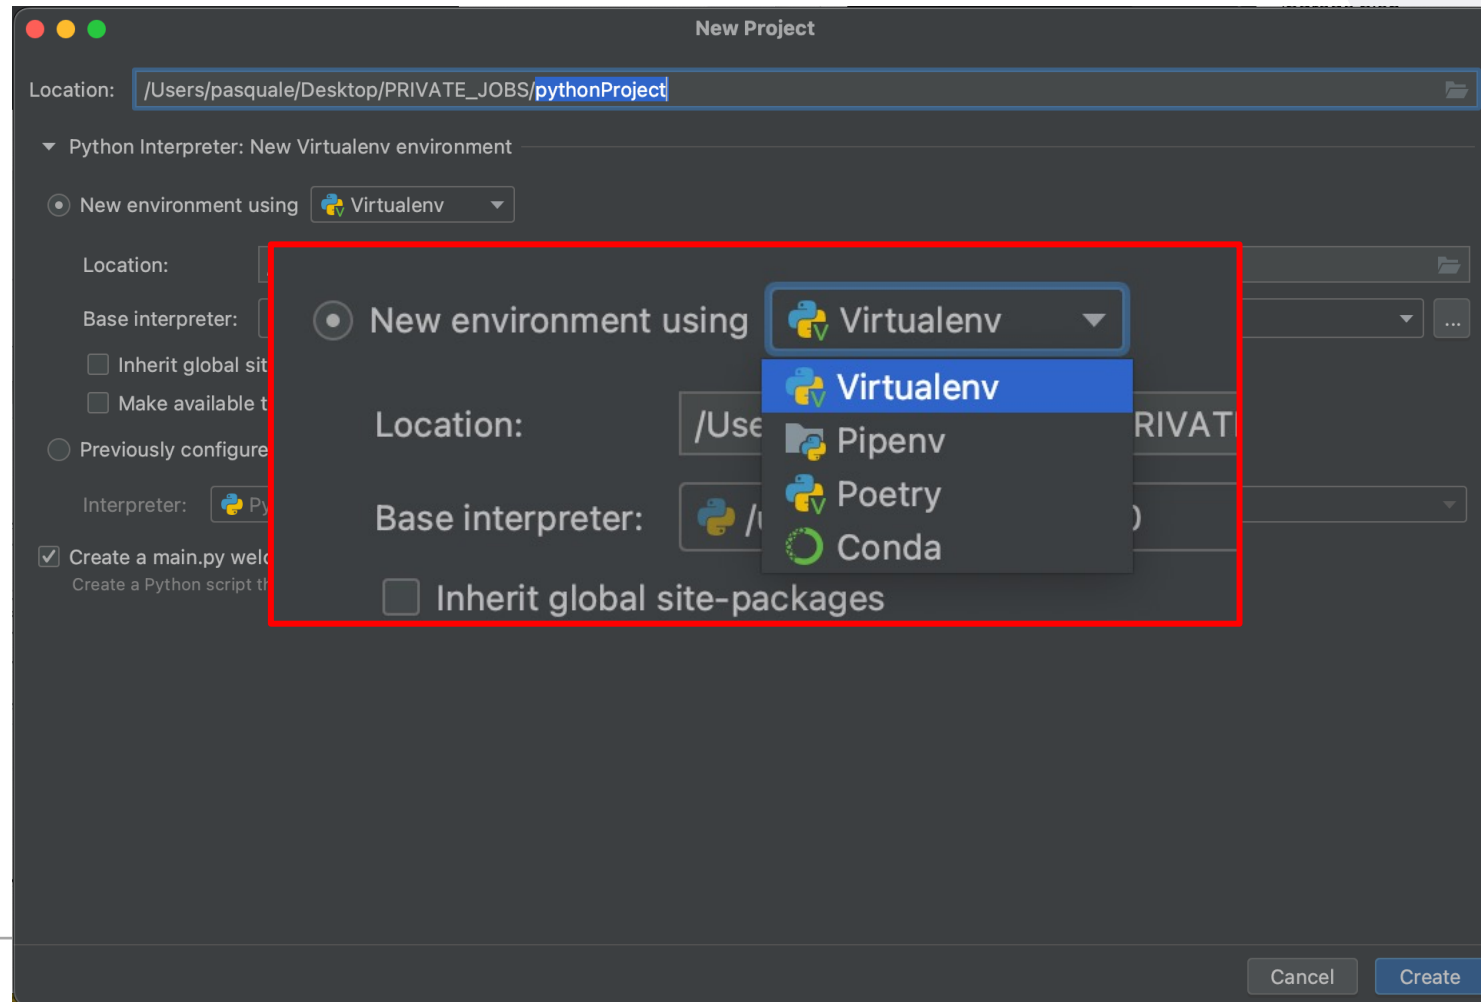 New Project
Location: /Users/pasquale/Desktop/PRIVATE_JOBS/pythonProject
Python Interpreter: New Virtualenv environment
New environment using Virtualenv
Location:
Base interpreter: ...
Inherit global sit
Make available t
Previously configure
Interpreter: Py
Create a main.py welc
Create a Python script th
New environment using Virtualenv
Virtualenv
Location: /Use RIVAT
Pipenv
Poetry
Base interpreter:
Conda
Inherit global site-packages
Cancel Create